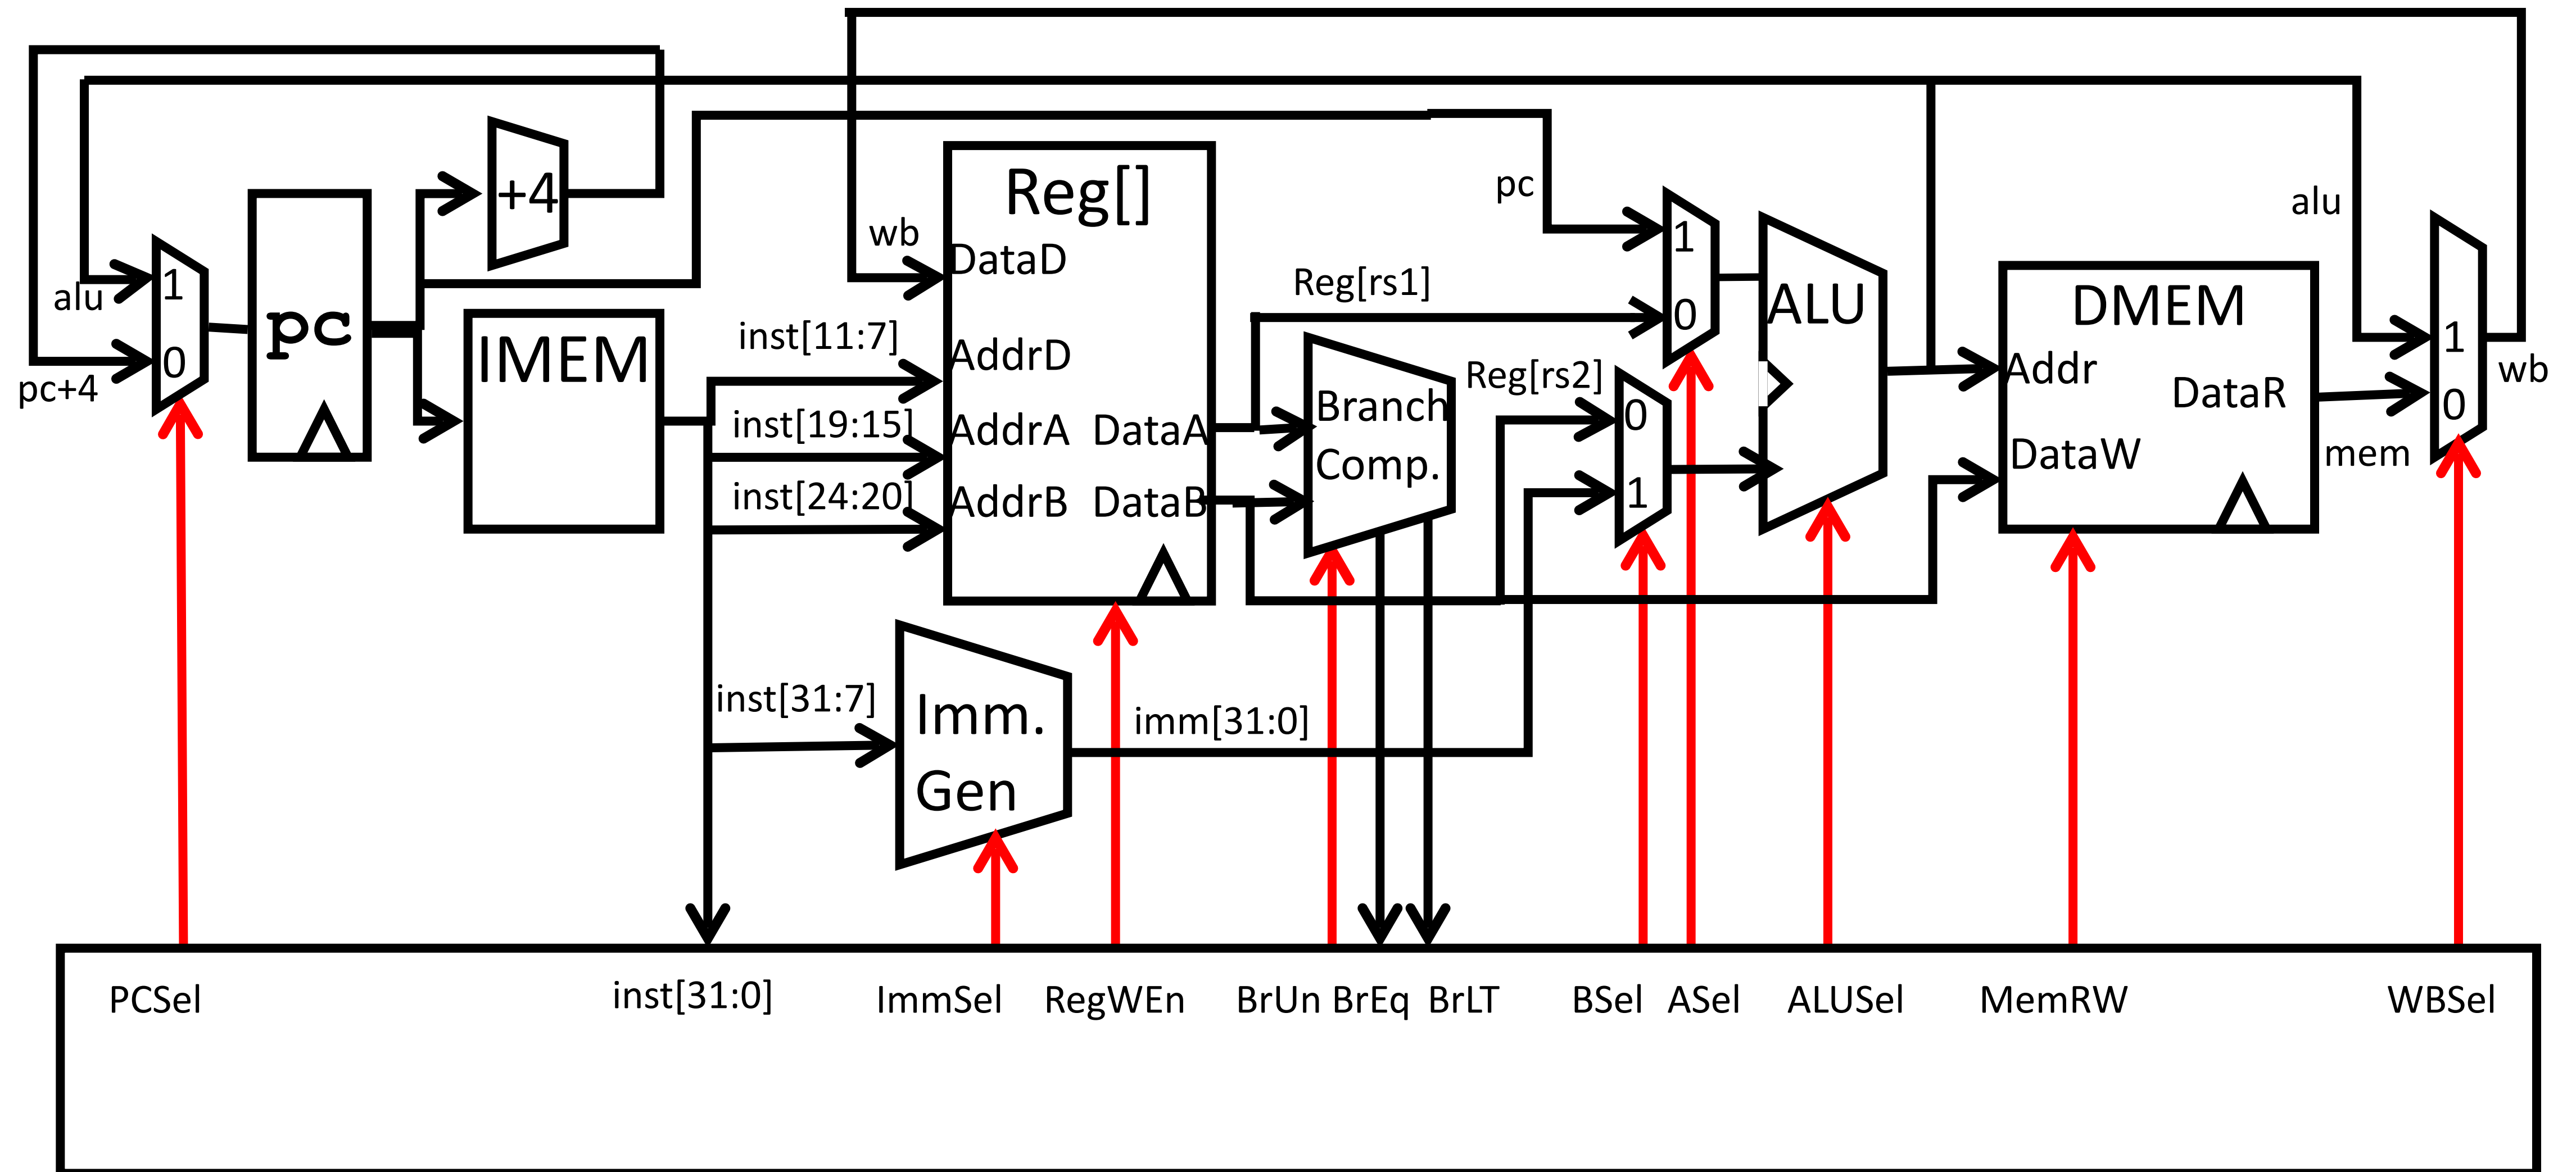 alu
pc+4
1
0
pc
+4
IMEM
inst[11:7]
inst[19:15]
inst[24:20]
inst[31:7]
wb
Reg[]
DataD
AddrD
AddrA DataA
AddrB DataB
Imm.
Gen
imm[31:0]
Reg[rs1]
Branch
Comp.
Reg[rs2]
pc
1
0
0
1
ALU
DMEM
Addr
DataR
DataW
alu
mem
1
0
wb
PCSel inst[31:0] ImmSel RegWEn BrUn BrEq BrLT BSel ASel ALUSel MemRW WBSel